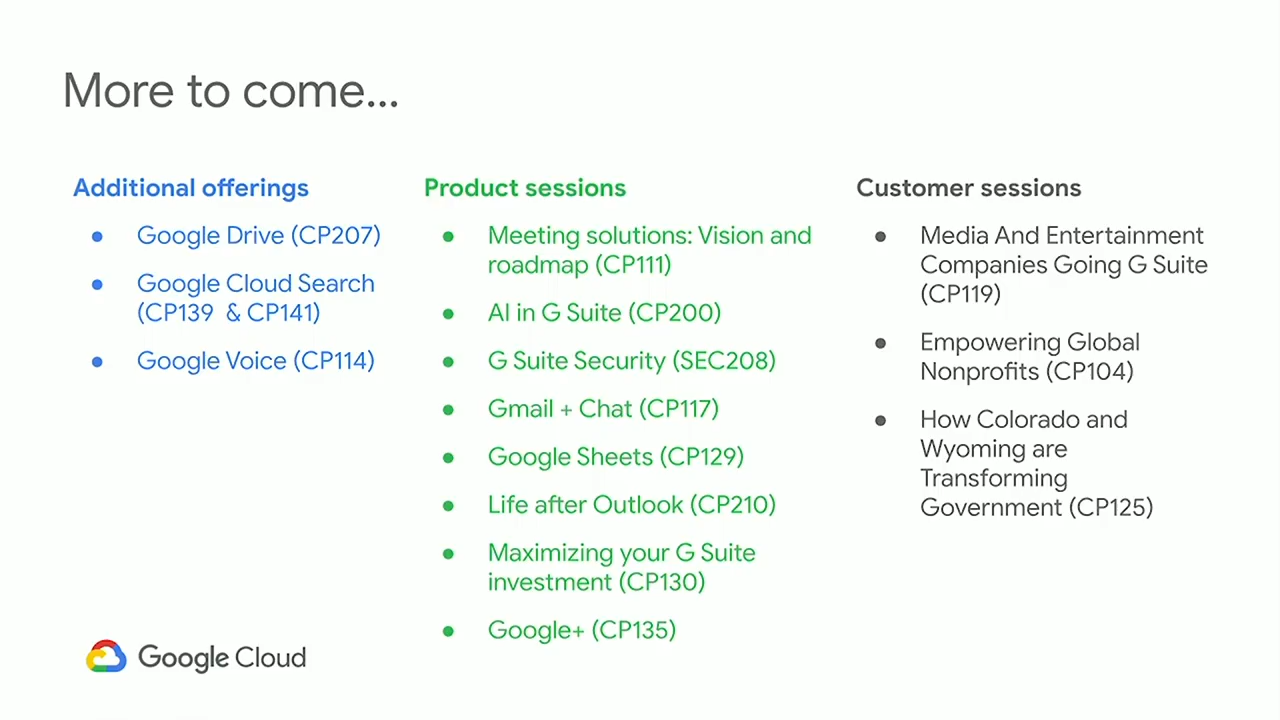 More to come...
Additional offerings
● Google Drive (CP207)
● Google Cloud Search
(CP139  & CP141)
● Google Voice (CP114)
Product sessions
● Meeting solutions: Vision and
roadmap (CP111)
● AI in G Suite (CP200)
● G Suite Security (SEC208)
● Gmail + Chat (CP117)
● Google Sheets (CP129)
● Life after Outlook (CP210)
● Maximizing your G Suite
investment (CP130)
● Google+ (CP135)
Customer sessions
● Media And Entertainment
Companies Going G Suite
(CP119)
● Empowering Global
Nonprofits (CP104)
● How Colorado and
Wyoming are
Transforming
Government (CP125)
Google Cloud